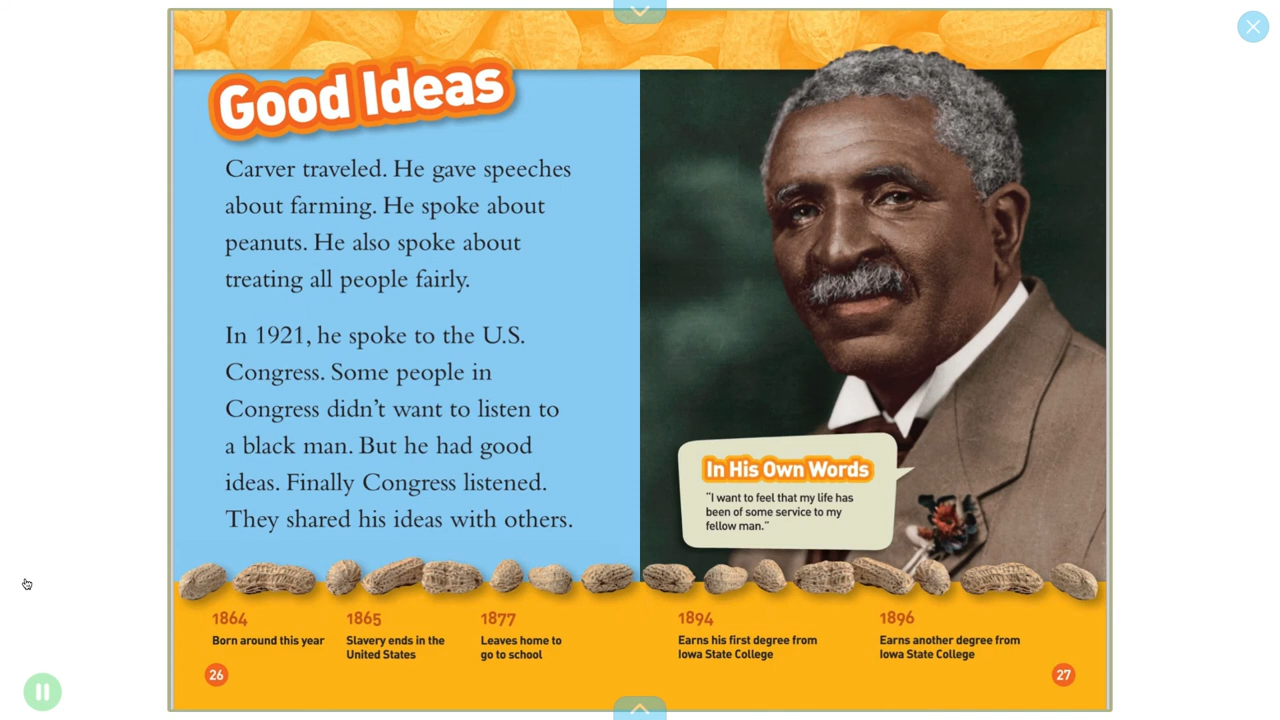 Good Ideas
Carver traveled. He gave speeches
about farming. He spoke about
peanuts. He also spoke about
treating all people fairly.
In 1921, he spoke to the U.S.
Congress. Some people in
Congress didn't want to listen to
a black man. But he had good
ideas. Finally Congress listened.
They shared his ideas with others.
In His Own Words
"I want to feel that my life has
been of some service to my
fellow man."
1864
Born around this year
1865
Slavery ends in the
United States
1877
Leaves home to
go to school
1894
Earns his first degree from
Iowa State College
1896
Earns another degree from
Iowa State College
26
27